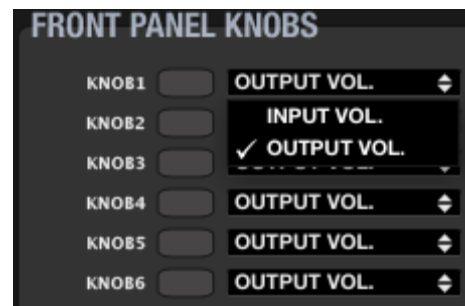 FRONT PANEL KNOBS
KNOB1 OUTPUT VOL.
INPUT VOL.
KNOB2
✓ OUTPUT VOL.
KNOB3
KNOB4 OUTPUT VOL.
KNOB5 OUTPUT VOL.
KNOB6 OUTPUT VOL.